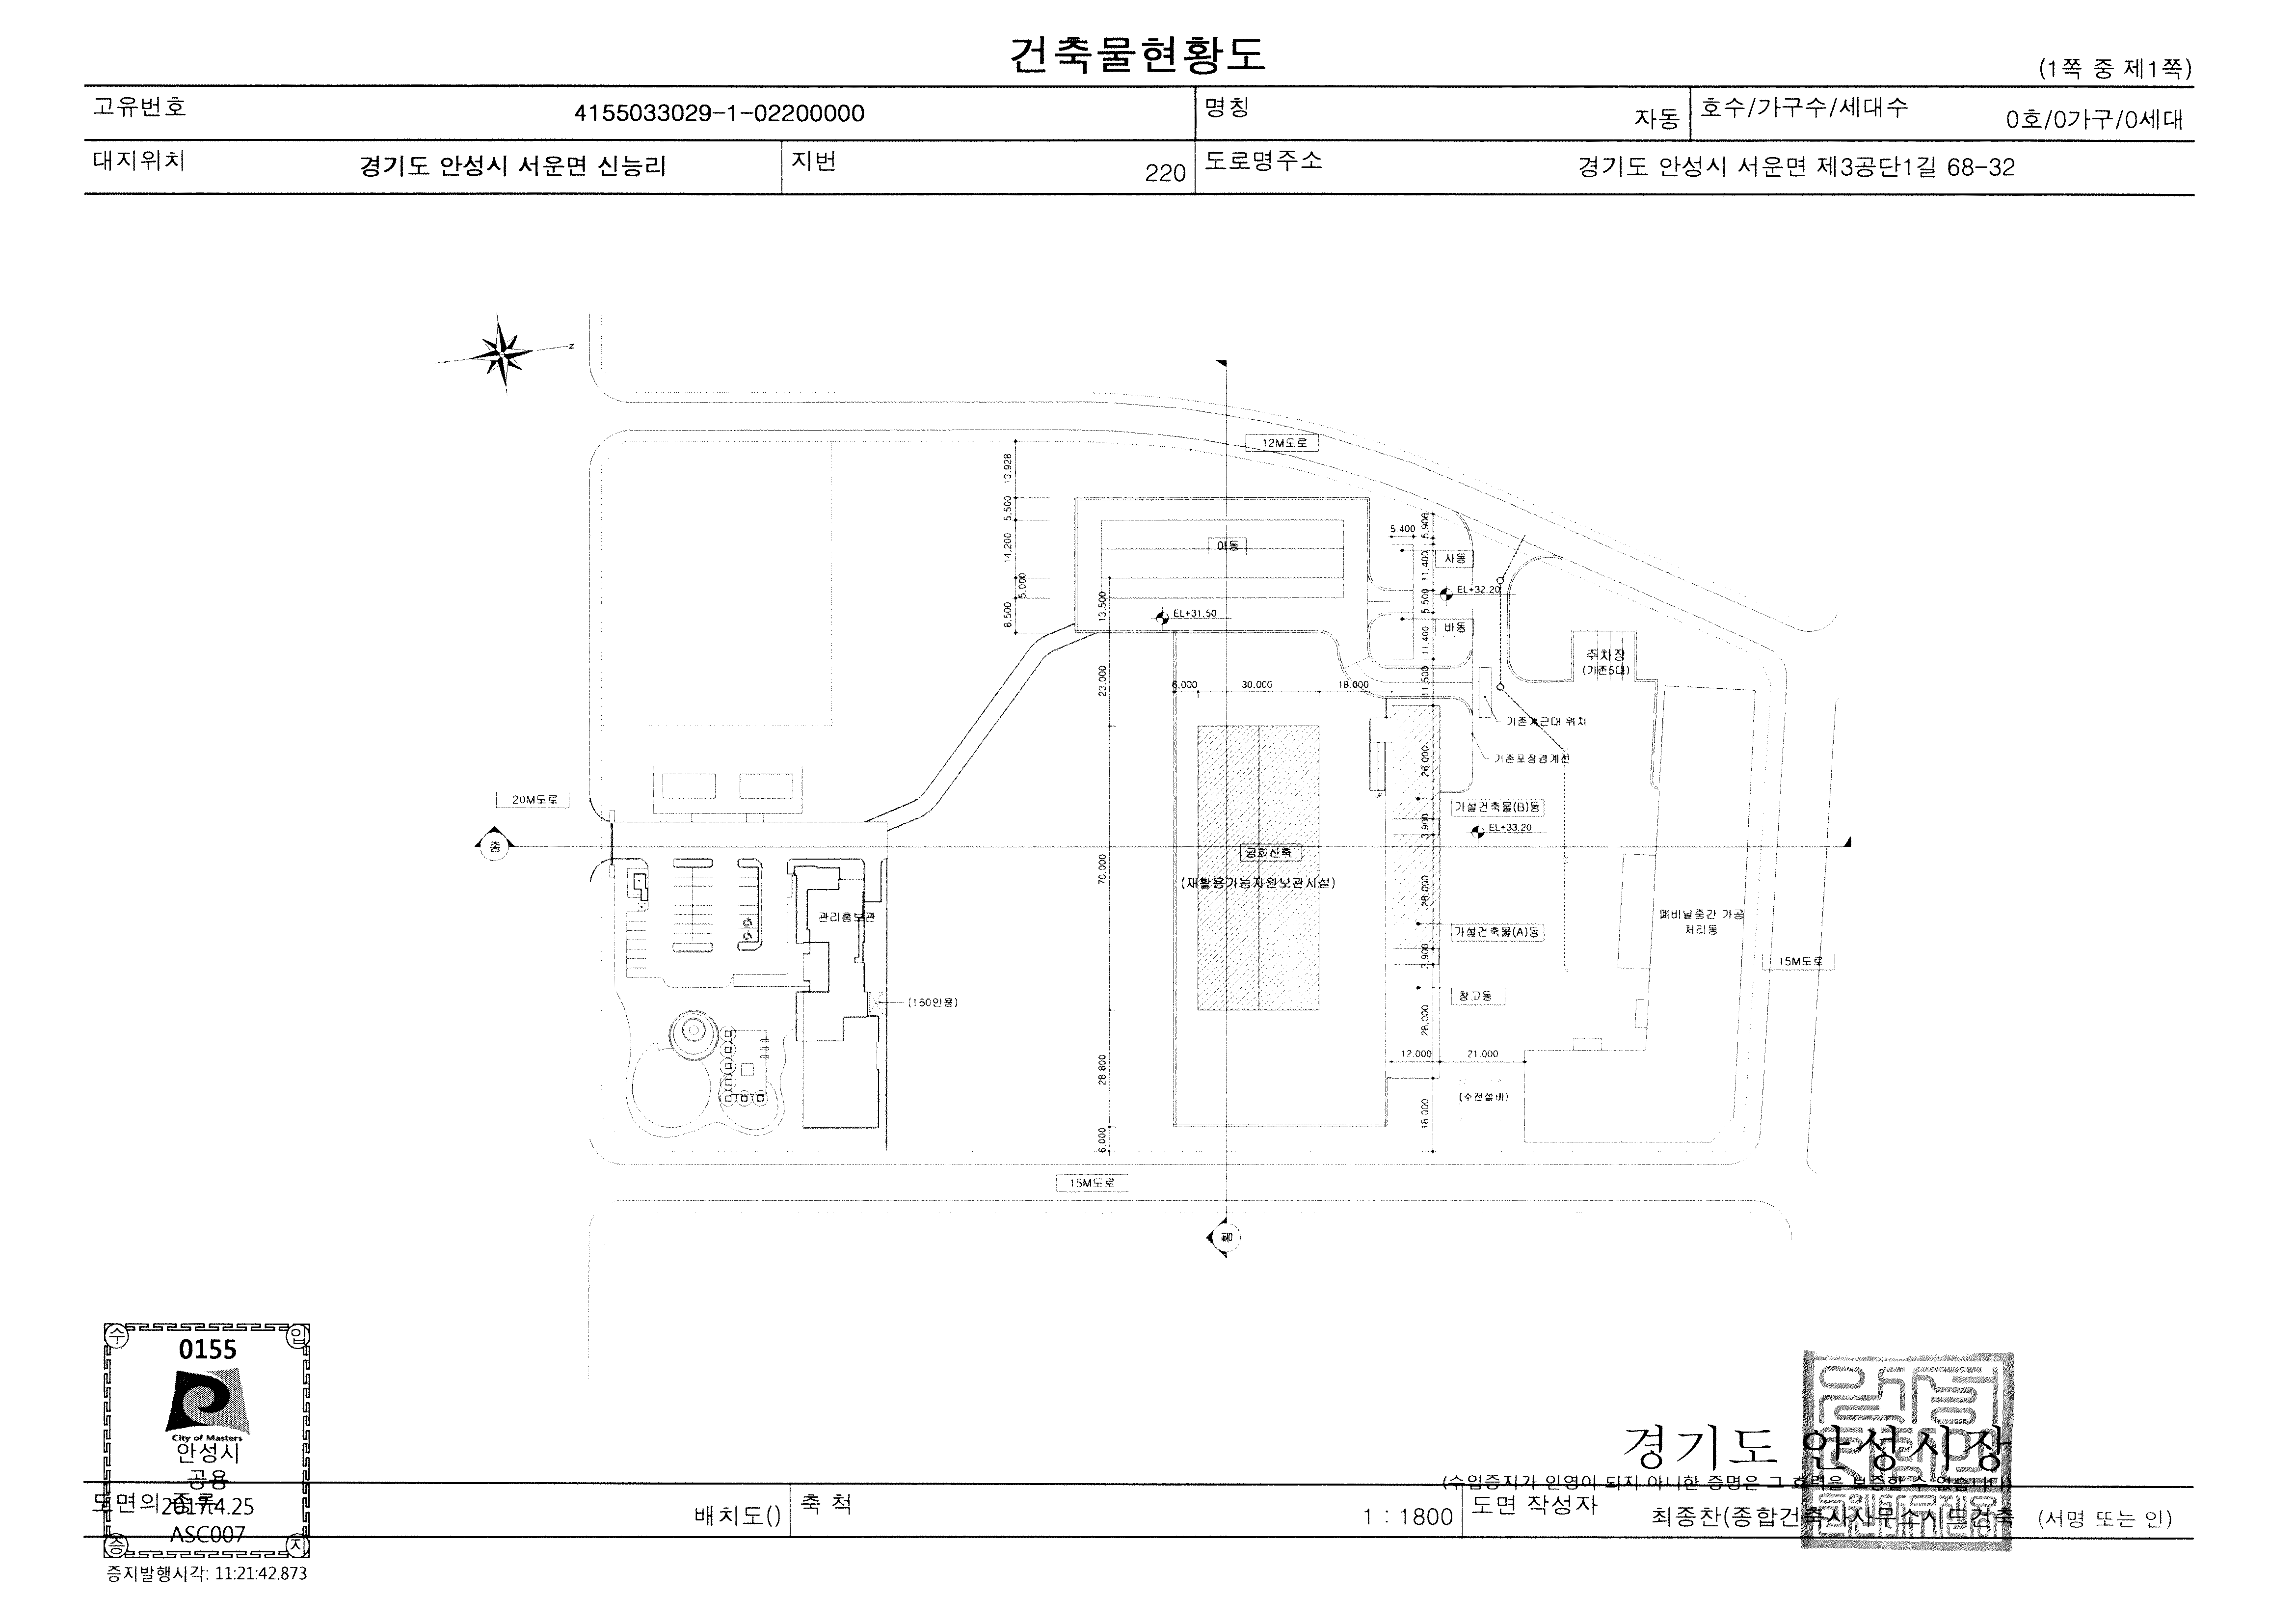 건축물현황도
(1쪽 중 제1쪽)
고유번호
4155033029-1-02200000
명칭
자동
호수/가구수/세대수
0호/0가구/0세대
대지위치
경기도 안성시 서운면 신능리
지번
220
도로명주소
경기도 안성시 서운면 제3공단1길 68-32
N
12M도로
13.928
5.500
14.200
5.000
8.500
13.500
아동
5.400
5.906
사동
11.400
EL+32.20
5.500
EL+31.50
바동
11.400
주차장
(기존5대)
11.500
23.000
6.000
30.000
18.000
기존계근대 위치
기존포장경계선
28.000
20M도로
가설건축물(B)동
3.900
EL+33.20
종
70.000
(재활용가능자원보관시설)
28.000
관리홍보관
폐비닐중간 가공
처리동
가설건축물(A)동
3.900
15M도로
창고동
(160인용)
28.000
12.000
21.000
28.800
(수전설비)
18.000
6.000
15M도로
횡
수
입
0155
City of Masters
안성시
공용
2017.4.25
ASC007
증
지
증지발행시각: 11:21:42.873
경기도 안성시장
(수입증지가 인영이 되지 아니한 증명은 그 효력을 보증할 수 없습니다)
도면의 종류
배치도()
축 척
1 : 1800
도면 작성자
최종찬(종합건축사사무소시드건축
(서명 또는 인)